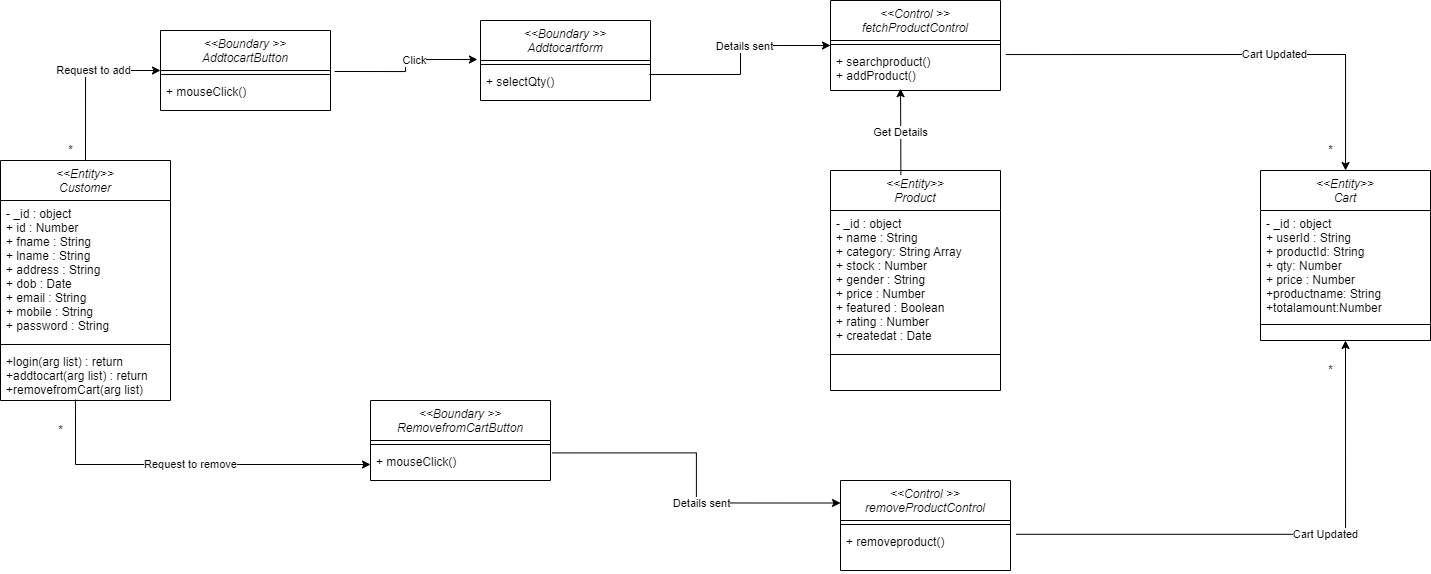 <<Boundary >>
AddtocartButton
+ mouseClick()
<<Boundary >>
Addtocartform
+ selectQty()
<<Control >>
fetchProductControl
+ searchproduct()
+ addProduct()
Request to add
Click
Details sent
Cart Updated
Get Details
*
*
<<Entity>>
Customer
- _id : object
+ id : Number
+ fname : String
+ lname : String
+ address : String
+ dob : Date
+ email : String
+ mobile : String
+ password : String
+login(arg list) : return
+addtocart(arg list) : return
+removefromCart(arg list)
<<Entity>>
Product
- _id : object
+ name : String
+ category: String Array
+ stock : Number
+ gender : String
+ price : Number
+ featured : Boolean
+ rating : Number
+ createdat : Date
<<Entity>>
Cart
- _id : object
+ userId : String
+ productId: String
+ qty: Number
+ price : Number
+productname: String
+totalamount:Number
*
*
Request to remove
<<Boundary >>
RemovefromCartButton
+ mouseClick()
Details sent
<<Control >>
removeProductControl
+ removeproduct()
Cart Updated